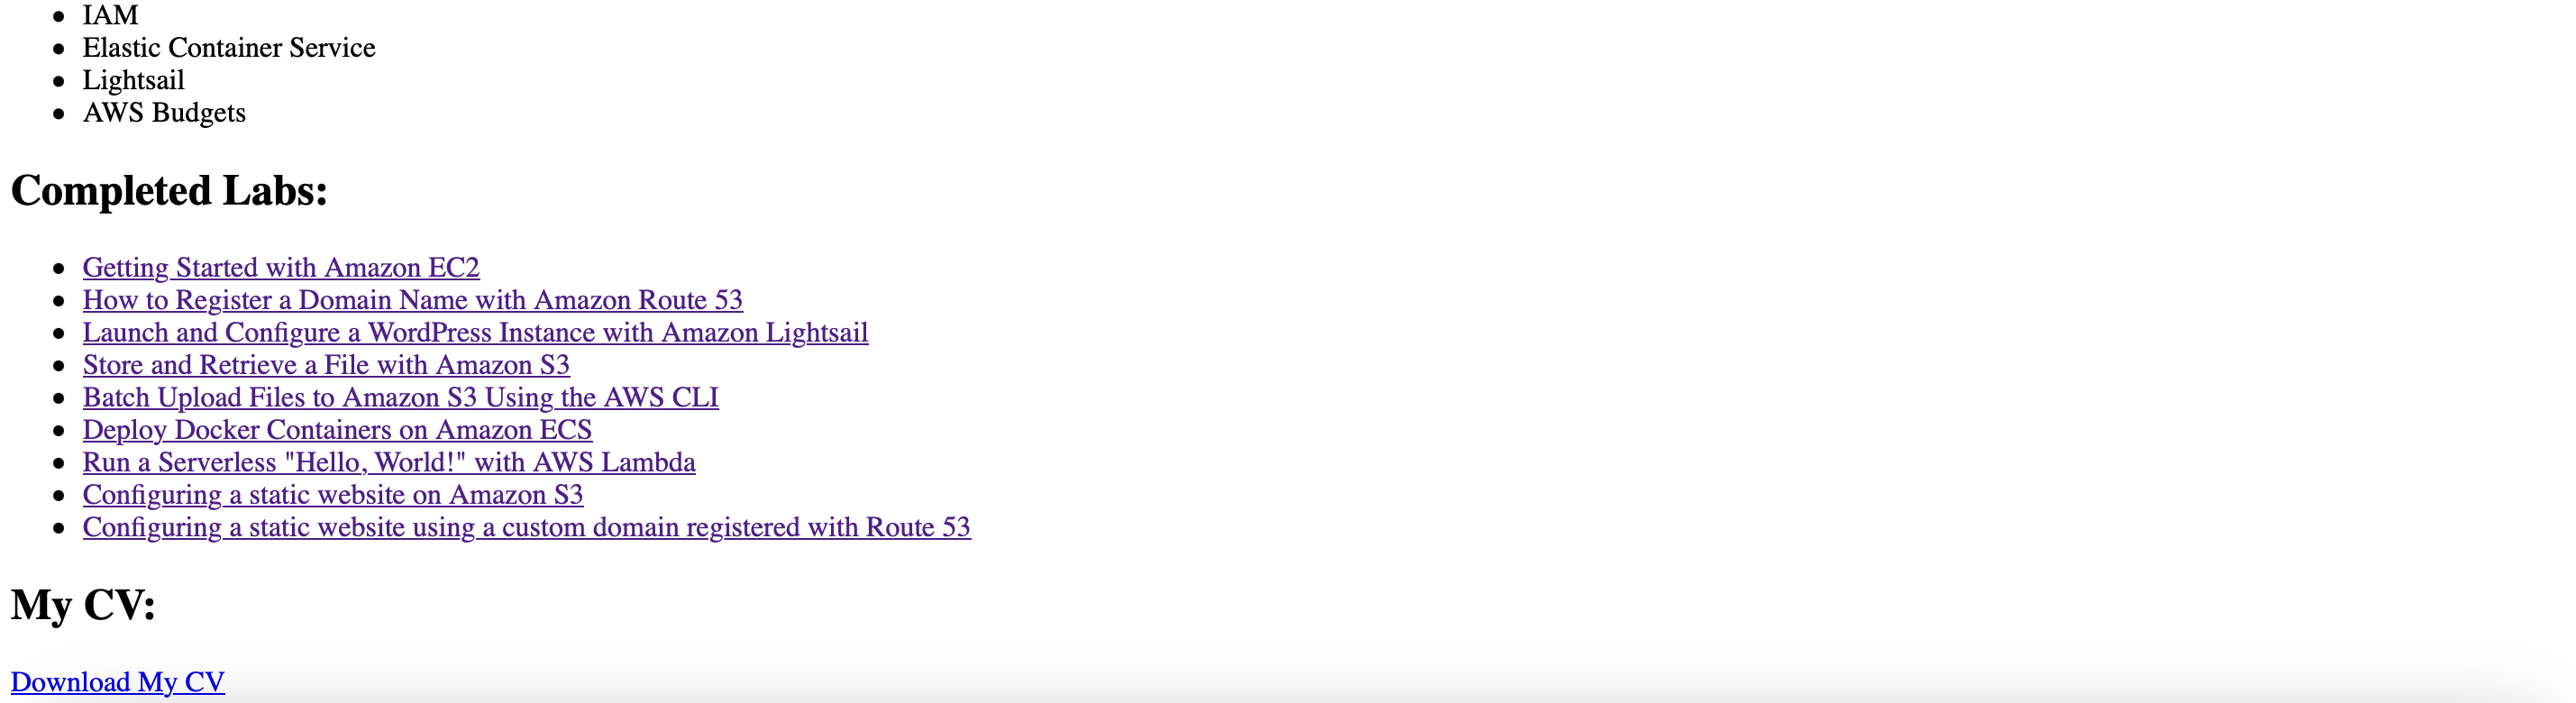 IAM
Elastic Container Service
Lightsail
AWS Budgets
Completed Labs:
Getting Started with Amazon EC2
How to Register a Domain Name with Amazon Route 53
Launch and Configure a WordPress Instance with Amazon Lightsail
Store and Retrieve a File with Amazon S3
Batch Upload Files to Amazon S3 Using the AWS CLI
Deploy Docker Containers on Amazon ECS
Run a Serverless "Hello, World!" with AWS Lambda
Configuring a static website on Amazon S3
Configuring a static website using a custom domain registered with Route 53
My CV:
Download My CV